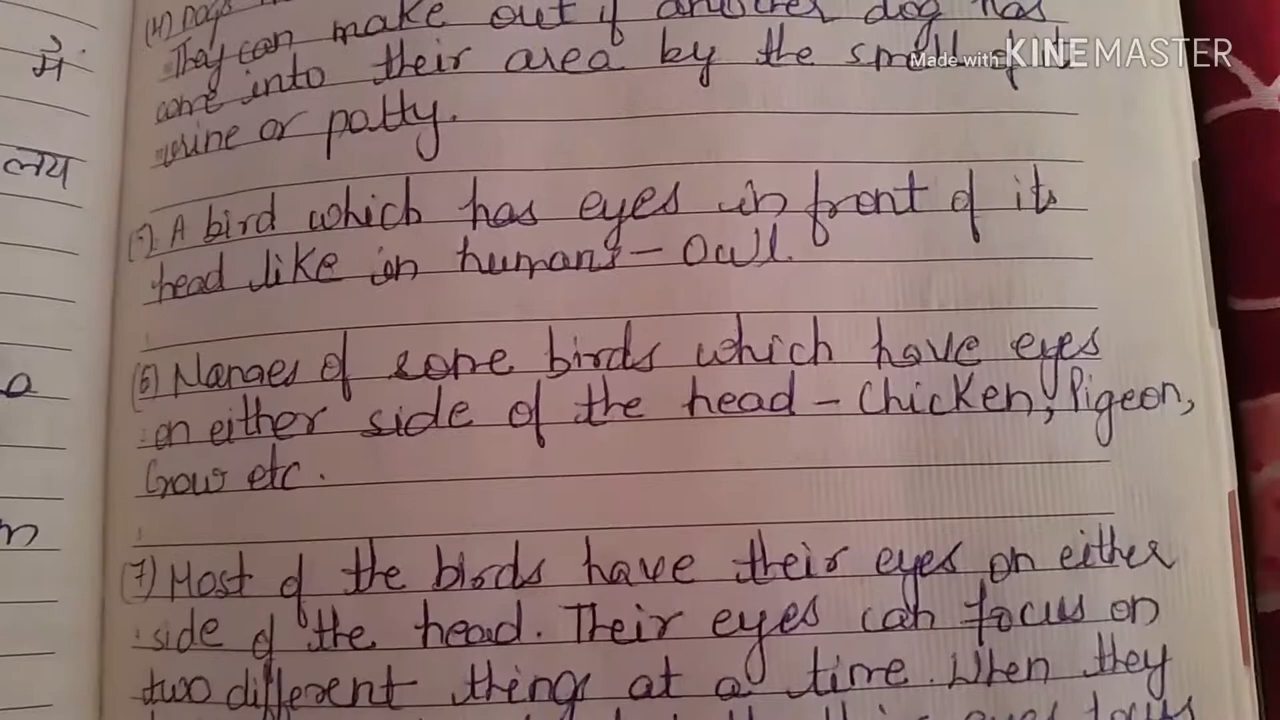 में
लय
(4) Dogs
They can make out if another dog has
come into their area by the smell of it
urine or potty.
A bird which has eyes in front of its
head like in humans – Owl.
(6) Names of some birds which have eyes
on either side of the head – Chicken, Pigeon,
Crow etc.
(7) Most of the birds have their eyes on either
side of the head. Their eyes can focus on
two different things at a time. When they
Made with KINEMASTER